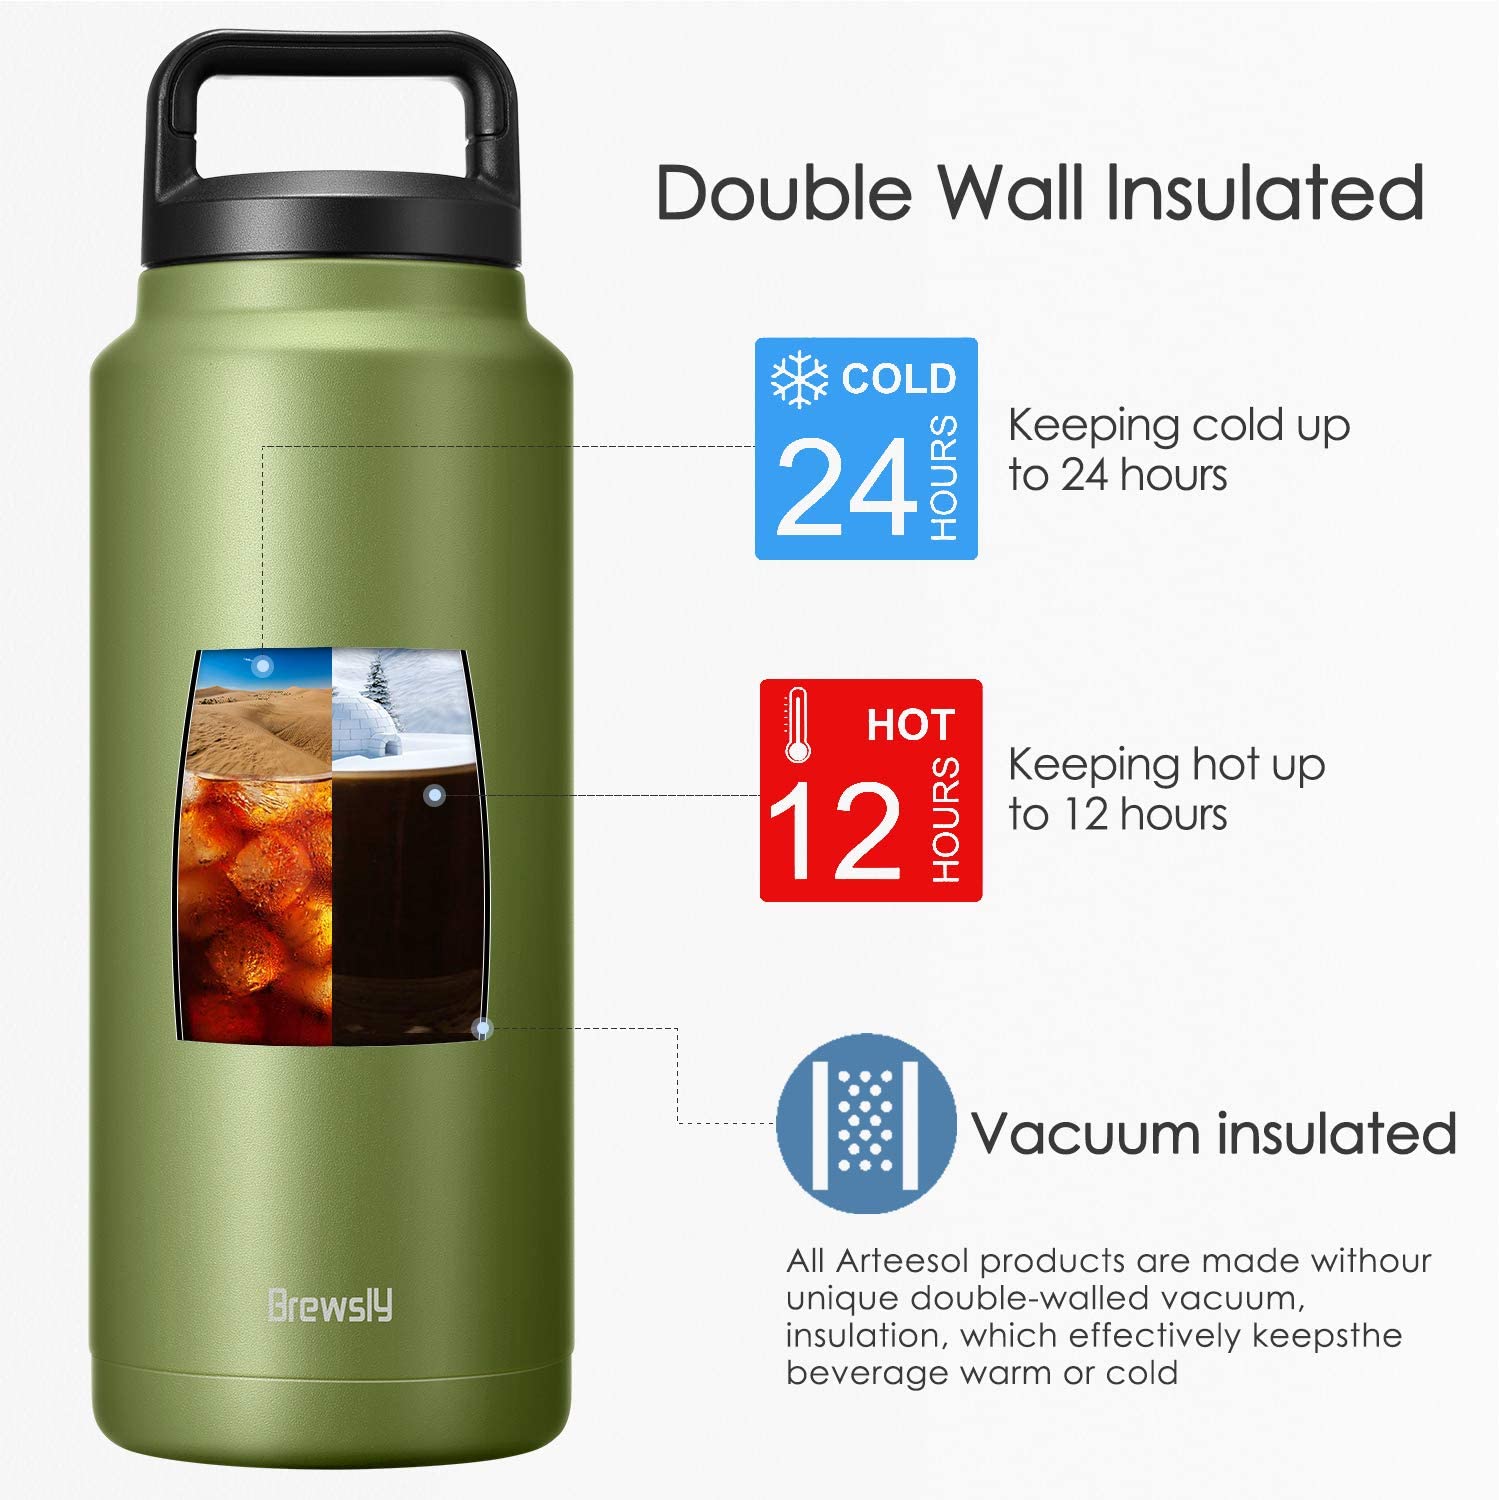 Double Wall Insulated
COLD
24
HOURS
Keeping cold up
to 24 hours
HOT
12
HOURS
Keeping hot up
to 12 hours
Vacuum insulated
All Arteesol products are made withour
unique double-walled vacuum,
insulation, which effectively keepsthe
beverage warm or cold
Brewsly